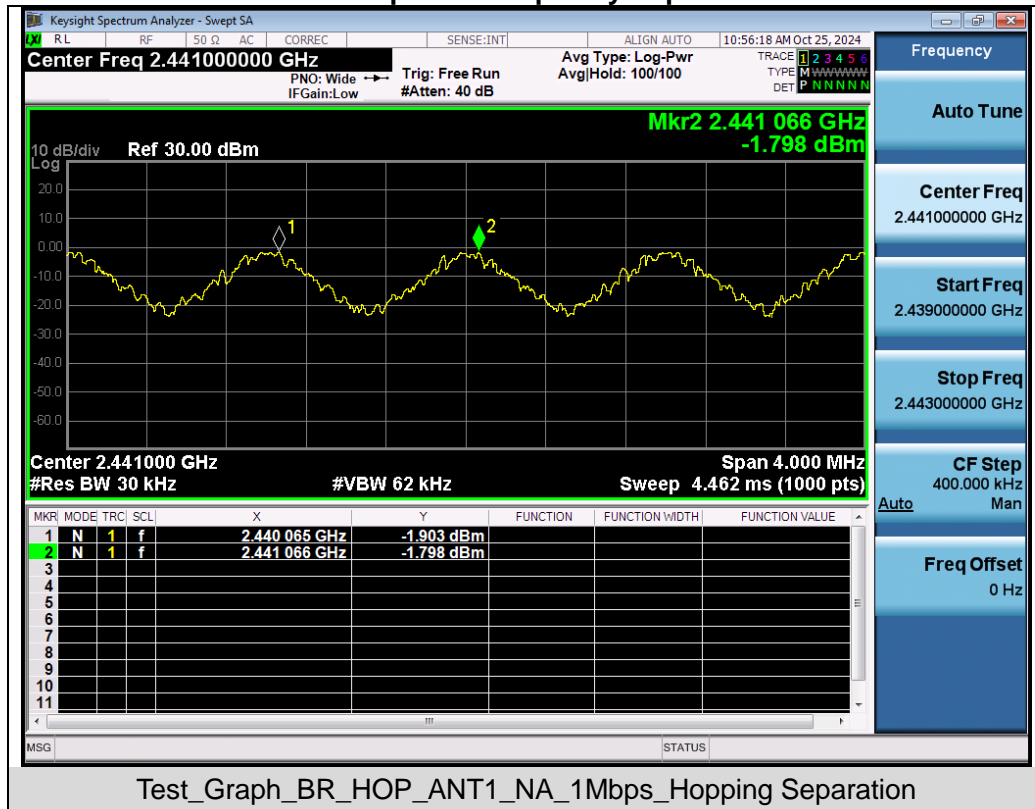 Keysight Spectrum Analyzer - Swept SA
LXI RL RF 50 Ω AC CORREC SENSE:INT ALIGN AUTO 10:56:18 AM Oct 25, 2024
Center Freq 2.441000000 GHz
PNO: Wide
IFGain:Low
Trig: Free Run
#Atten: 40 dB
Avg Type: Log-Pwr
Avg|Hold: 100/100
TRACE 1 2 3 4 5 6
TYPE M WWWWW
DET P N N N N N
Mkr2 2.441 066 GHz
-1.798 dBm
10 dB/div Ref 30.00 dBm
Log
20.0
10.0
0.00
-10.0
-20.0
-30.0
-40.0
-50.0
-60.0
1
2
Center 2.441000 GHz Span 4.000 MHz
#Res BW 30 kHz #VBW 62 kHz Sweep 4.462 ms (1000 pts)
MKR MODE TRC SCL X Y FUNCTION FUNCTION WIDTH FUNCTION VALUE
1 N 1 f 2.440 065 GHz -1.903 dBm
2 N 1 f 2.441 066 GHz -1.798 dBm
3
4
5
6
7
8
9
10
11
MSG STATUS
Frequency
Auto Tune
Center Freq
2.441000000 GHz
Start Freq
2.439000000 GHz
Stop Freq
2.443000000 GHz
CF Step
400.000 kHz
Auto Man
Freq Offset
0 Hz
Test_Graph_BR_HOP_ANT1_NA_1Mbps_Hopping Separation